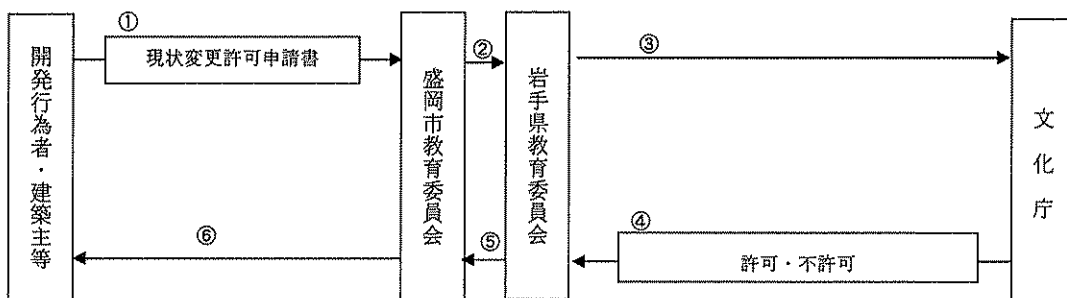 ①
現状変更許可申請書
②
③
開発行為者・建築主等
盛岡市教育委員会
岩手県教育委員会
文化庁
④
許可・不許可
⑤
⑥